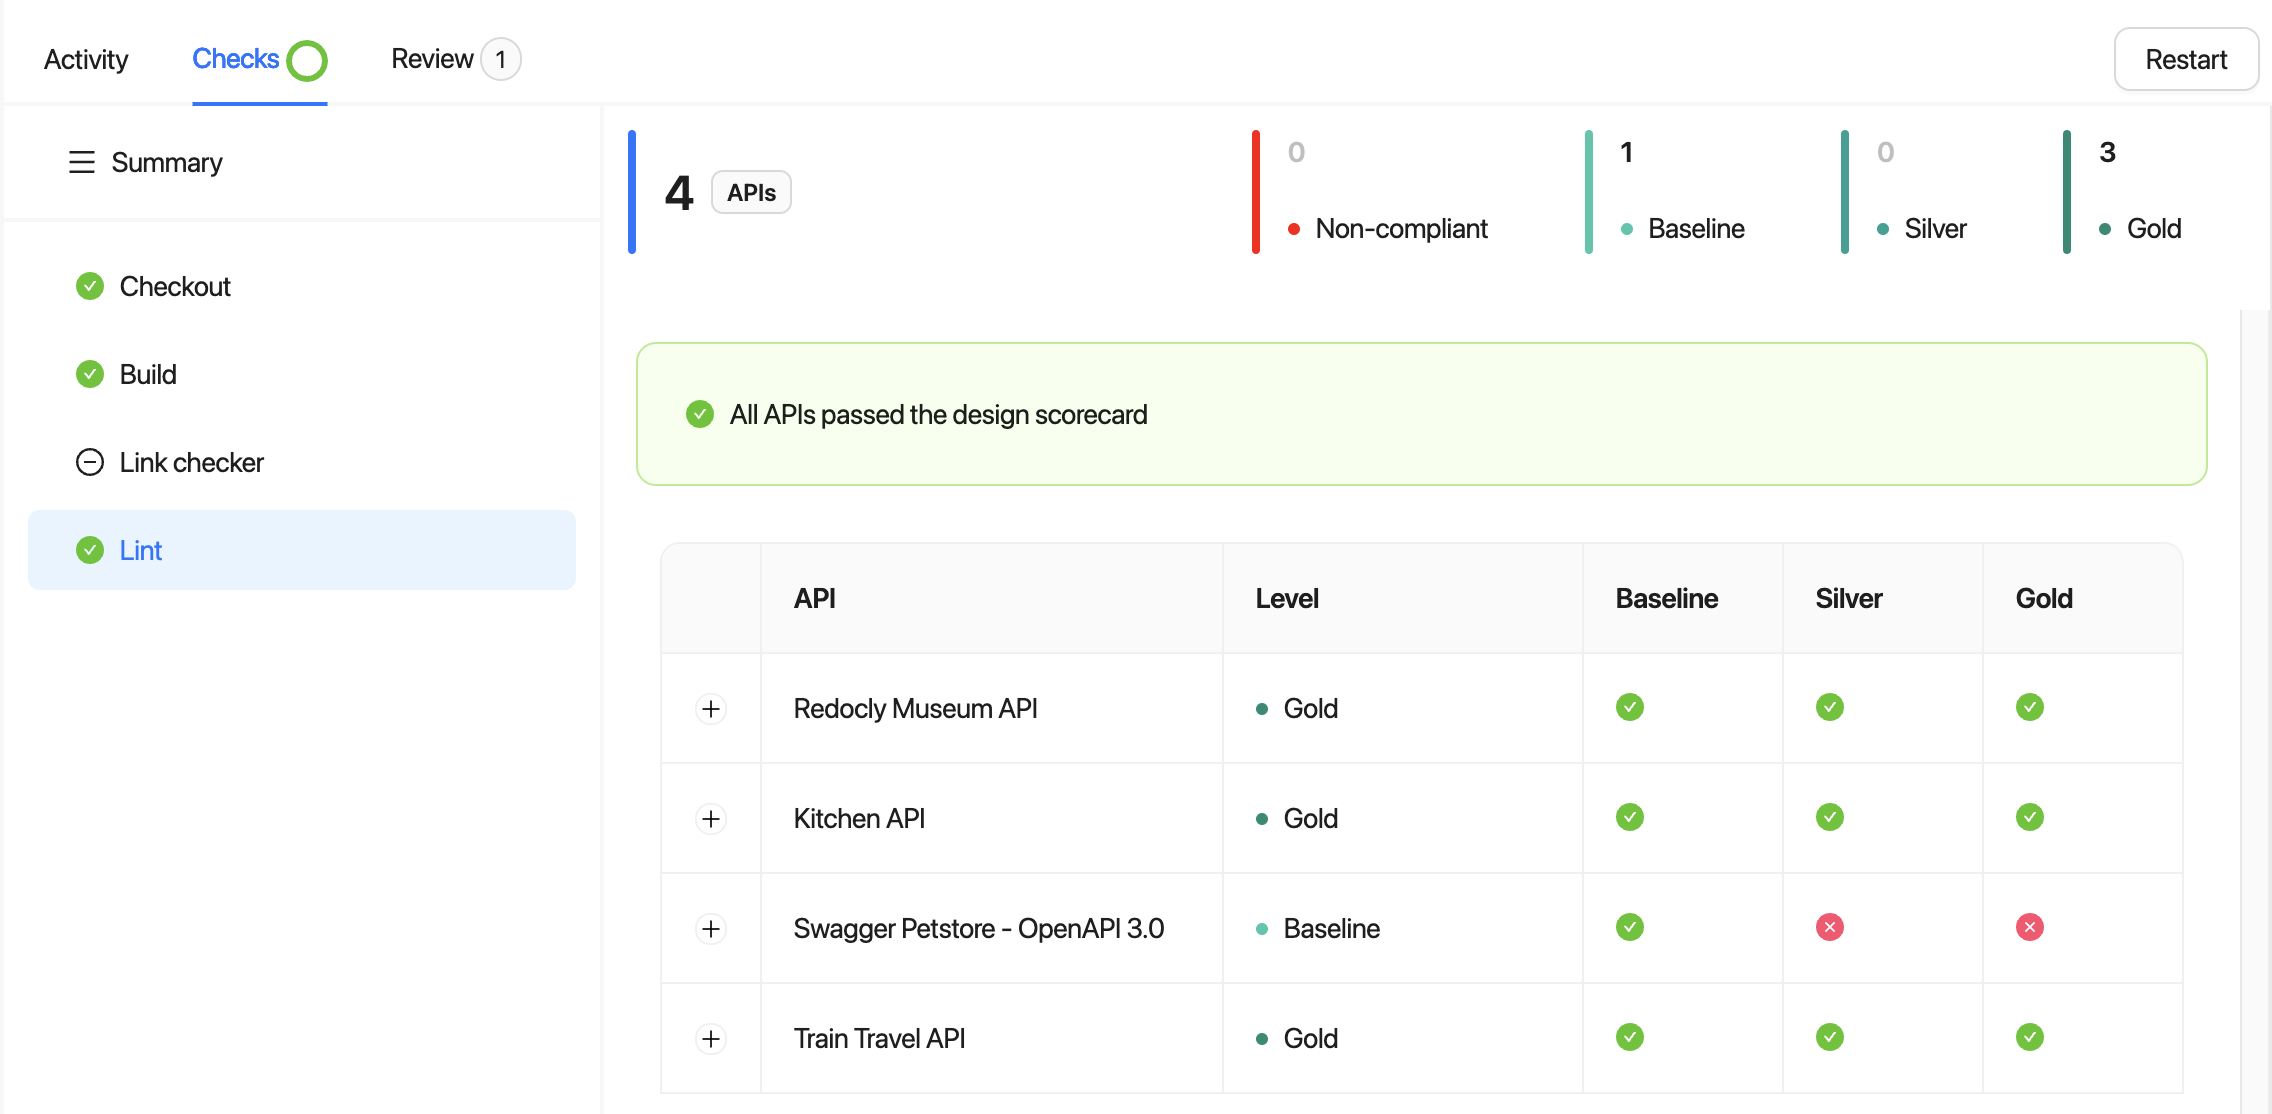 Activity Checks Review 1 Restart
Summary
Checkout
Build
Link checker
Lint
4 APIs
0
Non-compliant
1
Baseline
0
Silver
3
Gold
All APIs passed the design scorecard
API Level Baseline Silver Gold
Redocly Museum API Gold
Kitchen API Gold
Swagger Petstore - OpenAPI 3.0 Baseline
Train Travel API Gold